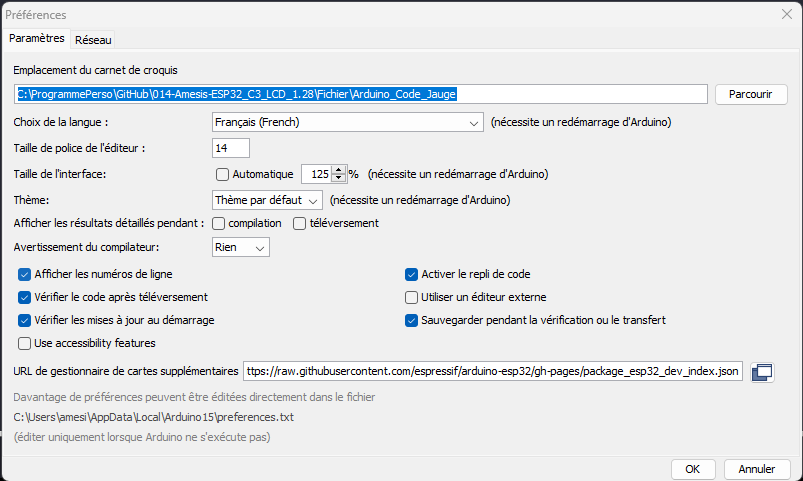 Préférences
Paramètres Réseau
Emplacement du carnet de croquis
C:\ProgrammePerso\GitHub\014-Amesis-ESP32_C3_LCD_1.28\Fichier\Arduino_Code_Jauge Parcourir
Choix de la langue : Français (French) (nécessite un redémarrage d'Arduino)
Taille de police de l'éditeur : 14
Taille de l'interface: Automatique 125 % (nécessite un redémarrage d'Arduino)
Thème: Thème par défaut (nécessite un redémarrage d'Arduino)
Afficher les résultats détaillés pendant : compilation téléversement
Avertissement du compilateur: Rien
Afficher les numéros de ligne Activer le repli de code
Vérifier le code après téléversement Utiliser un éditeur externe
Vérifier les mises à jour au démarrage Sauvegarder pendant la vérification ou le transfert
Use accessibility features
URL de gestionnaire de cartes supplémentaires ttps://raw.githubusercontent.com/espressif/arduino-esp32/gh-pages/package_esp32_dev_index.json
Davantage de préférences peuvent être éditées directement dans le fichier
C:\Users\amesi\AppData\Local\Arduino15\preferences.txt
(éditer uniquement lorsque Arduino ne s'exécute pas)
OK Annuler